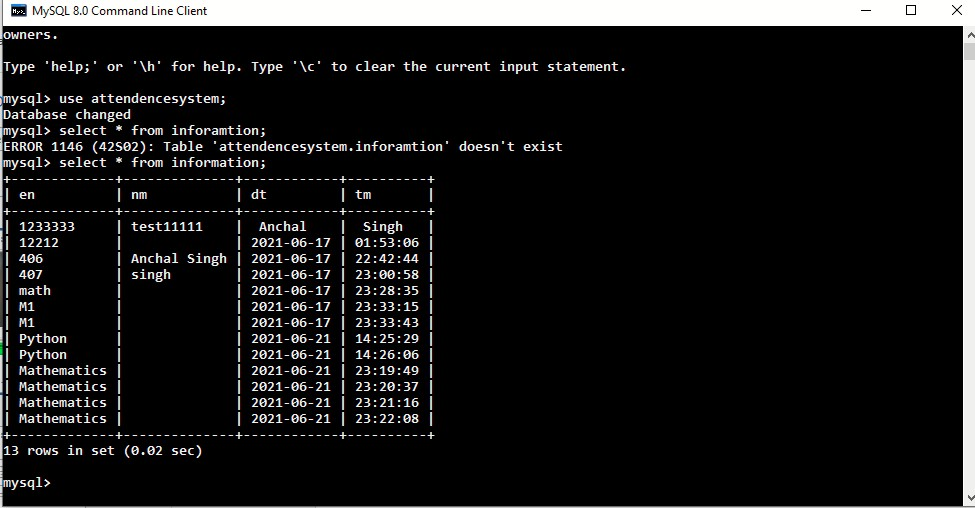 MySQL 8.0 Command Line Client
owners.
Type 'help;' or '\h' for help. Type '\c' to clear the current input statement.
mysql> use attendencesystem;
Database changed
mysql> select * from inforamtion;
ERROR 1146 (42S02): Table 'attendencesystem.inforamtion' doesn't exist
mysql> select * from information;
+-------------+--------------+------------+----------+
| en          | nm           | dt         | tm       |
+-------------+--------------+------------+----------+
| 1233333     | test11111    |  Anchal    |  Singh   |
| 12212       |              | 2021-06-17 | 01:53:06 |
| 406         | Anchal Singh | 2021-06-17 | 22:42:44 |
| 407         | singh        | 2021-06-17 | 23:00:58 |
| math        |              | 2021-06-17 | 23:28:35 |
| M1          |              | 2021-06-17 | 23:33:15 |
| M1          |              | 2021-06-17 | 23:33:43 |
| Python      |              | 2021-06-21 | 14:25:29 |
| Python      |              | 2021-06-21 | 14:26:06 |
| Mathematics |              | 2021-06-21 | 23:19:49 |
| Mathematics |              | 2021-06-21 | 23:20:37 |
| Mathematics |              | 2021-06-21 | 23:21:16 |
| Mathematics |              | 2021-06-21 | 23:22:08 |
+-------------+--------------+------------+----------+
13 rows in set (0.02 sec)
mysql>